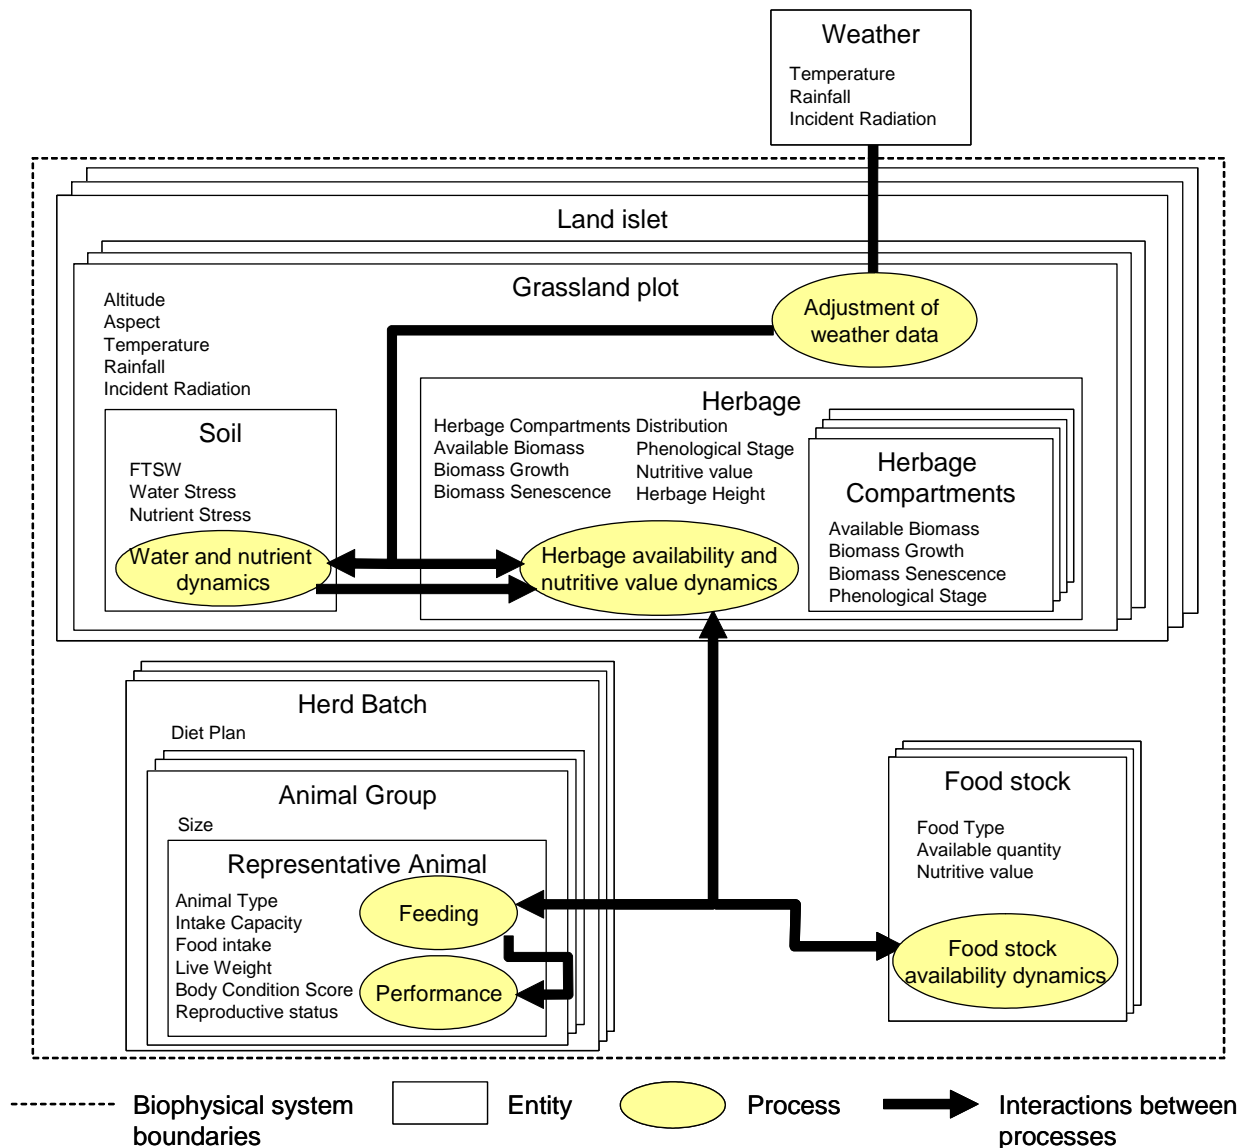 Weather
Temperature
Rainfall
Incident Radiation
Land islet
Grassland plot
Adjustment of
weather data
Altitude
Aspect
Temperature
Rainfall
Incident Radiation
Soil
FTSW
Water Stress
Nutrient Stress
Water and nutrient
dynamics
Herbage
Herbage Compartments Distribution
Available Biomass
Biomass Growth
Biomass Senescence
Phenological Stage
Nutritive value
Herbage Height
Herbage availability and
nutritive value dynamics
Herbage
Compartments
Available Biomass
Biomass Growth
Biomass Senescence
Phenological Stage
Herd Batch
Diet Plan
Animal Group
Size
Representative Animal
Animal Type
Intake Capacity
Food intake
Live Weight
Body Condition Score
Reproductive status
Feeding
Performance
Food stock
Food Type
Available quantity
Nutritive value
Food stock
availability dynamics
Biophysical system
boundaries
Entity
Process
Interactions between
processes